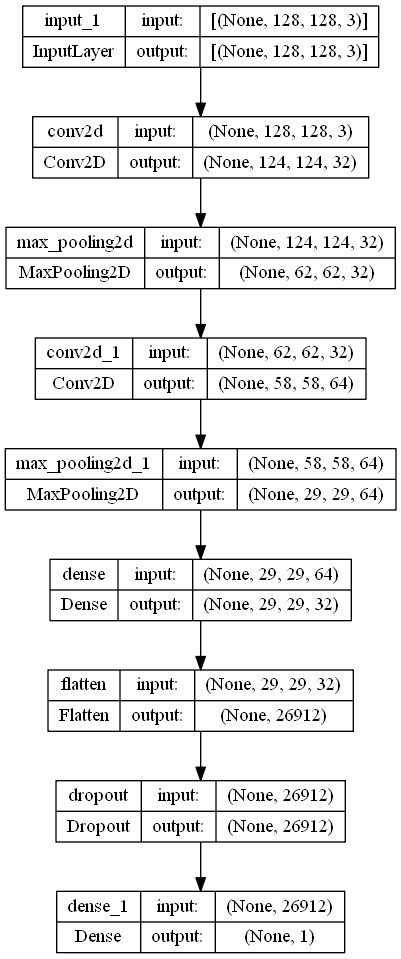 input_1 input: [(None, 128, 128, 3)]
InputLayer output: [(None, 128, 128, 3)]
conv2d input: (None, 128, 128, 3)
Conv2D output: (None, 124, 124, 32)
max_pooling2d input: (None, 124, 124, 32)
MaxPooling2D output: (None, 62, 62, 32)
conv2d_1 input: (None, 62, 62, 32)
Conv2D output: (None, 58, 58, 64)
max_pooling2d_1 input: (None, 58, 58, 64)
MaxPooling2D output: (None, 29, 29, 64)
dense input: (None, 29, 29, 64)
Dense output: (None, 29, 29, 32)
flatten input: (None, 29, 29, 32)
Flatten output: (None, 26912)
dropout input: (None, 26912)
Dropout output: (None, 26912)
dense_1 input: (None, 26912)
Dense output: (None, 1)